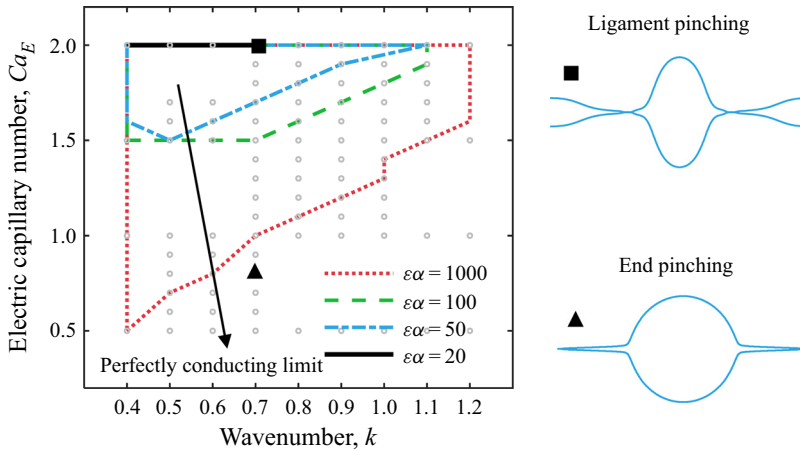 Electric capillary number, Ca_E
2.0
1.5
1.0
0.5
Perfectly conducting limit
εα = 1000
εα = 100
εα = 50
εα = 20
0.4 0.5 0.6 0.7 0.8 0.9 1.0 1.1 1.2
Wavenumber, k
Ligament pinching
End pinching